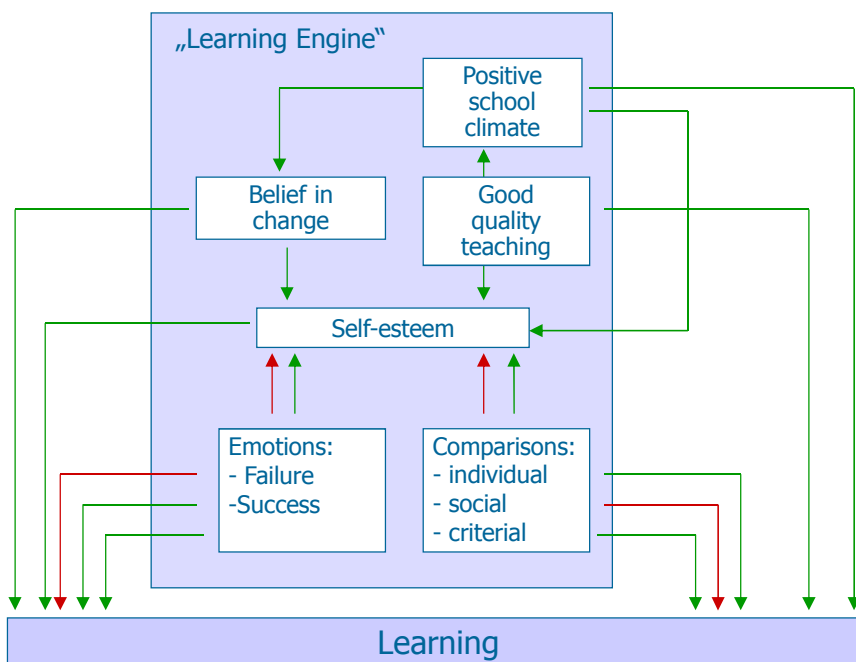 „Learning Engine“
Positive
school
climate
Belief in
change
Good
quality
teaching
Self-esteem
Emotions:
- Failure
-Success
Comparisons:
- individual
- social
- criterial
Learning